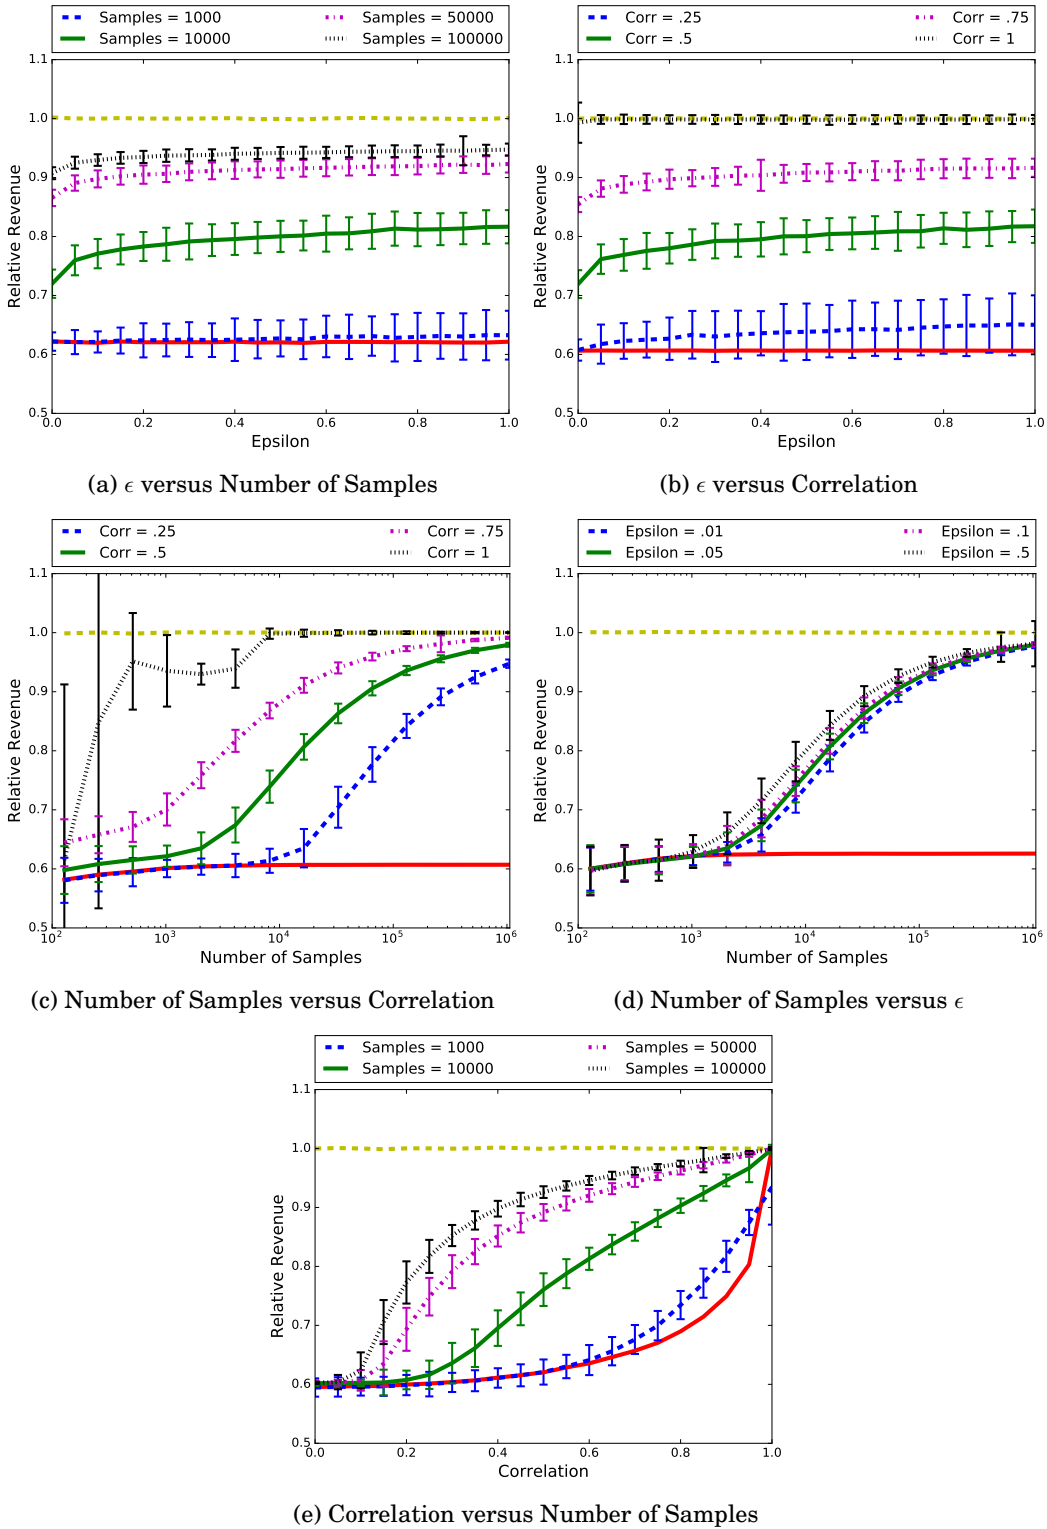 Samples = 1000 Samples = 50000
Samples = 10000 Samples = 100000
1.1
1.0
0.9
0.8
0.7
0.6
0.5
Relative Revenue
0.0 0.2 0.4 0.6 0.8 1.0
Epsilon
(a) ϵ versus Number of Samples
Corr = .25 Corr = .75
Corr = .5 Corr = 1
1.1
1.0
0.9
0.8
0.7
0.6
0.5
Relative Revenue
0.0 0.2 0.4 0.6 0.8 1.0
Epsilon
(b) ϵ versus Correlation
Corr = .25 Corr = .75
Corr = .5 Corr = 1
1.1
1.0
0.9
0.8
0.7
0.6
0.5
Relative Revenue
10² 10³ 10⁴ 10⁵ 10⁶
Number of Samples
(c) Number of Samples versus Correlation
Epsilon = .01 Epsilon = .1
Epsilon = .05 Epsilon = .5
1.1
1.0
0.9
0.8
0.7
0.6
0.5
Relative Revenue
10² 10³ 10⁴ 10⁵ 10⁶
Number of Samples
(d) Number of Samples versus ϵ
Samples = 1000 Samples = 50000
Samples = 10000 Samples = 100000
1.1
1.0
0.9
0.8
0.7
0.6
0.5
Relative Revenue
0.0 0.2 0.4 0.6 0.8 1.0
Correlation
(e) Correlation versus Number of Samples